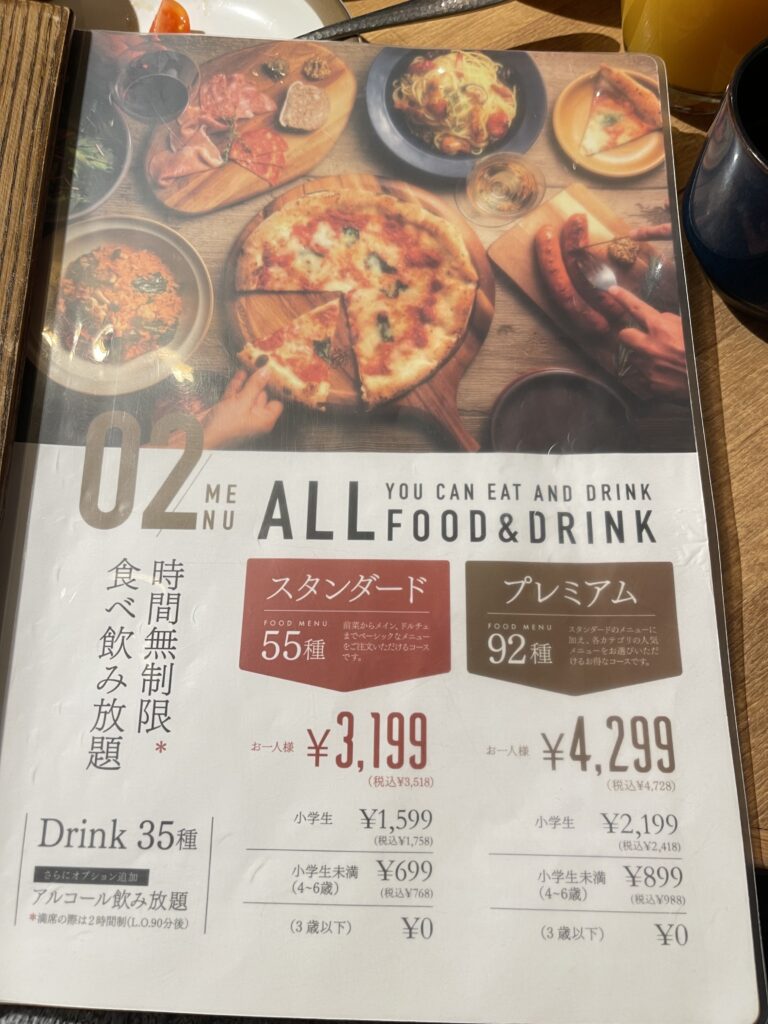 02 MENU
ALL YOU CAN EAT AND DRINK
FOOD&DRINK
時間無制限*
食べ飲み放題
Drink 35種
さらにオプション追加
アルコール飲み放題
*満席の際は2時間制(L.O.90分後)
スタンダード
FOOD MENU
55種
前菜からメイン、ドルチェ
までベーシックなメニュー
をご注文いただけるコース
です。
お一人様 ¥3,199
(税込¥3,518)
小学生 ¥1,599
(税込¥1,758)
小学生未満 ¥699
(4~6歳) (税込¥768)
(3歳以下) ¥0
プレミアム
FOOD MENU
92種
スタンダードのメニューに
加え、各カテゴリの人気
メニューをお選びいただ
けるお得なコースです。
お一人様 ¥4,299
(税込¥4,728)
小学生 ¥2,199
(税込¥2,418)
小学生未満 ¥899
(4~6歳) (税込¥988)
(3歳以下) ¥0